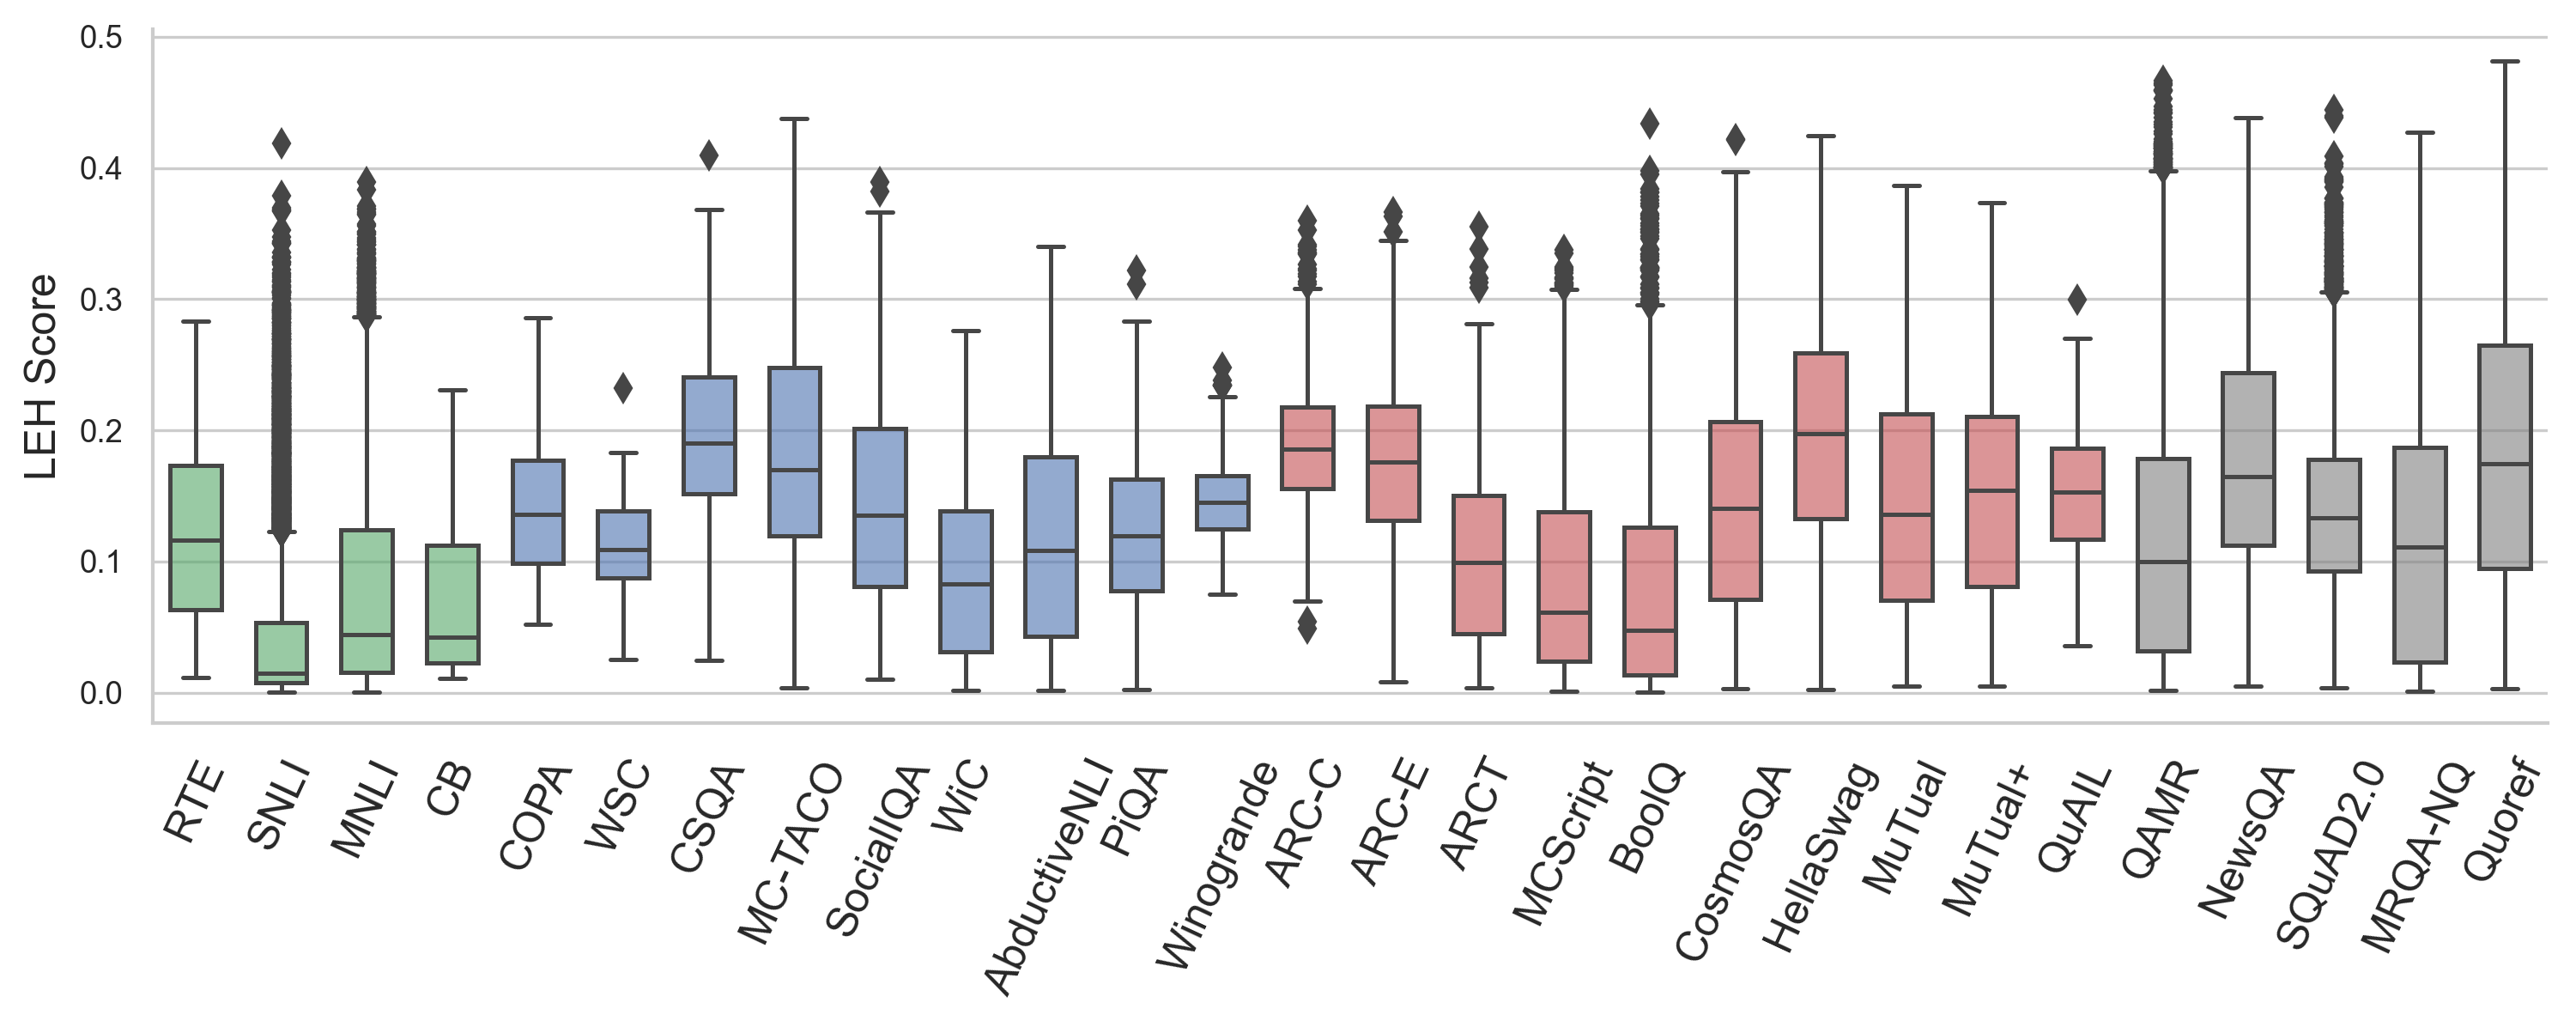 0.5
0.4
0.3
0.2
0.1
0.0
LEH Score
RTE
SNLI
MNLI
CB
COPA
WSC
CSQA
MC-TACO
SocialIQA
WiC
AbductiveNLI
PiQA
Winogrande
ARC-C
ARC-E
ARCT
MCScript
BoolQ
CosmosQA
HellaSwag
MuTual
MuTual+
QuAIL
QAMR
NewsQA
SQuAD2.0
MRQA-NQ
Quoref